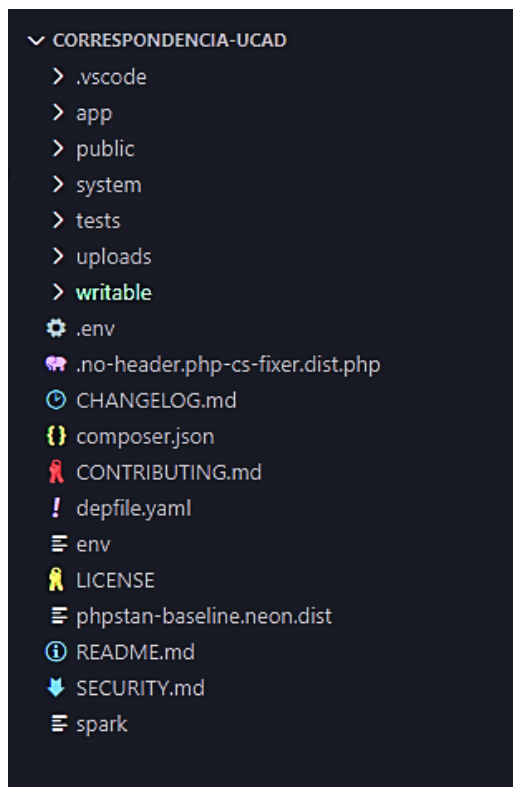 CORRESPONDENCIA-UCAD
.vscode
app
public
system
tests
uploads
writable
.env
.no-header.php-cs-fixer.dist.php
CHANGELOG.md
composer.json
CONTRIBUTING.md
depfile.yaml
env
LICENSE
phpstan-baseline.neon.dist
README.md
SECURITY.md
spark